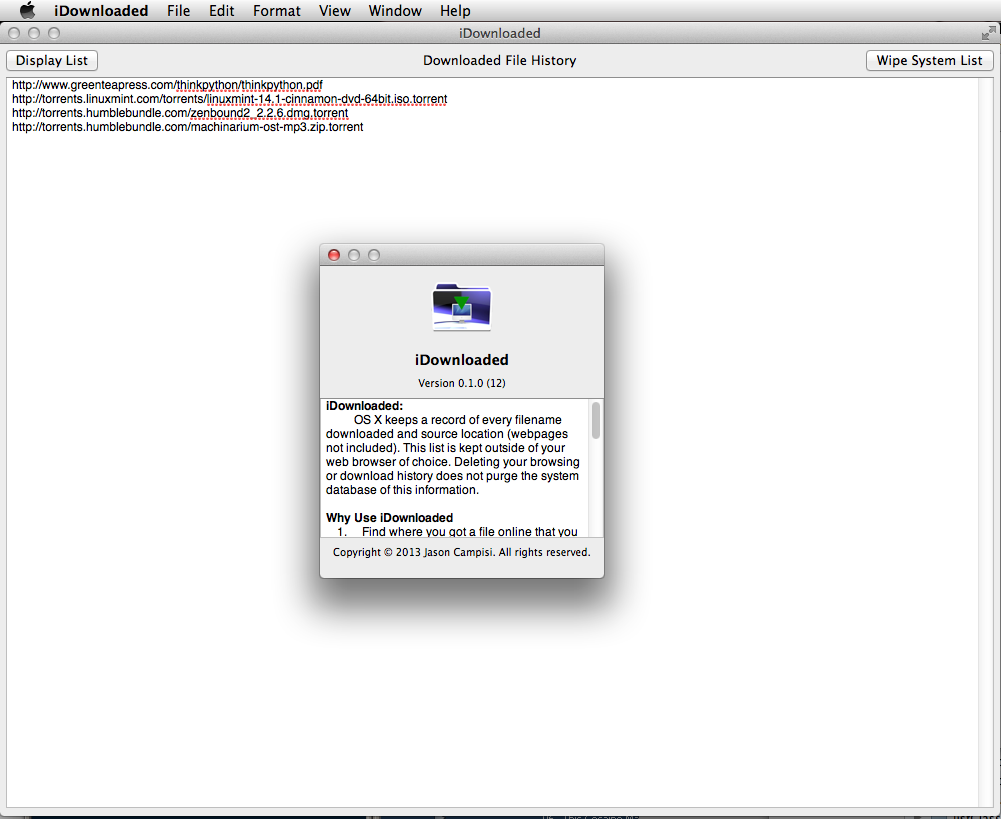 iDownloaded File Edit Format View Window Help
iDownloaded
Display List Downloaded File History Wipe System List
http://www.greenteapress.com/thinkpython/thinkpython.pdf
http://torrents.linuxmint.com/torrents/linuxmint-14.1-cinnamon-dvd-64bit.iso.torrent
http://torrents.humblebundle.com/zenbound2_2.2.6.dmg.torrent
http://torrents.humblebundle.com/machinarium-ost-mp3.zip.torrent
iDownloaded
Version 0.1.0 (12)
iDownloaded:
OS X keeps a record of every filename
downloaded and source location (webpages
not included). This list is kept outside of your
web browser of choice. Deleting your browsing
or download history does not purge the system
database of this information.
Why Use iDownloaded
1. Find where you got a file online that you
Copyright © 2013 Jason Campisi. All rights reserved.